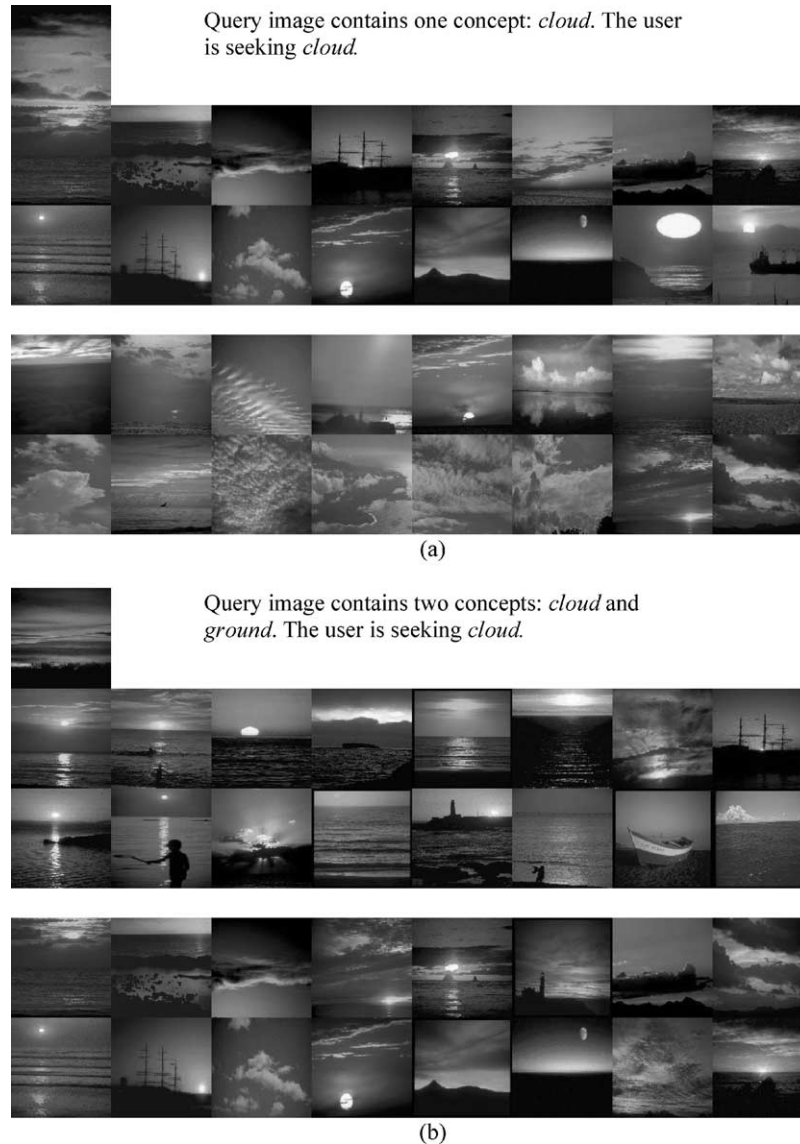 Query image contains one concept: cloud. The user
is seeking cloud.
(a)
Query image contains two concepts: cloud and
ground. The user is seeking cloud.
(b)